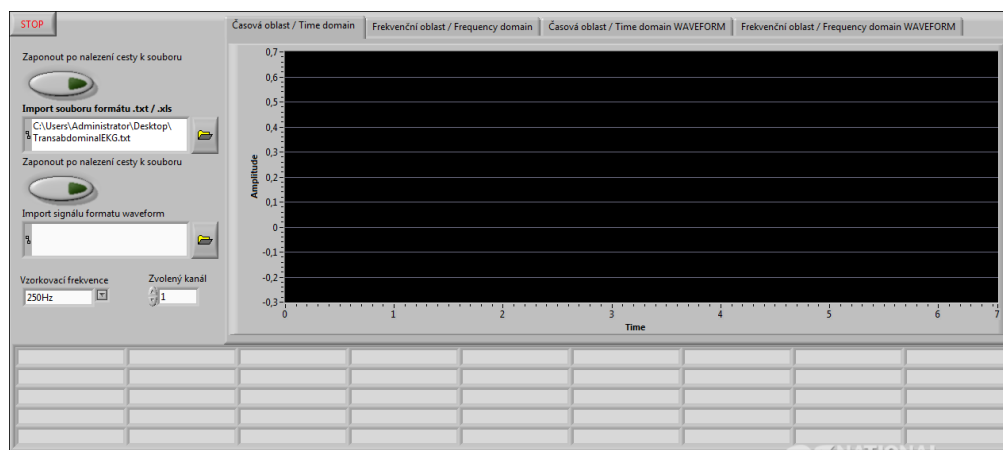 STOP
Časová oblast / Time domain
Frekvenční oblast / Frequency domain
Časová oblast / Time domain WAVEFORM
Frekvenční oblast / Frequency domain WAVEFORM
Zaponout po nalezení cesty k souboru
Import souboru formátu .txt / .xls
C:\Users\Administrator\Desktop\
TransabdominalEKG.txt
Zaponout po nalezení cesty k souboru
Import signálu formatu waveform
Vzorkovací frekvence
Zvolený kanál
250Hz
1
Amplitude
0,7
0,6
0,5
0,4
0,3
0,2
0,1
0
-0,1
-0,2
-0,3
0 1 2 3 4 5 6 7
Time
NATIONAL